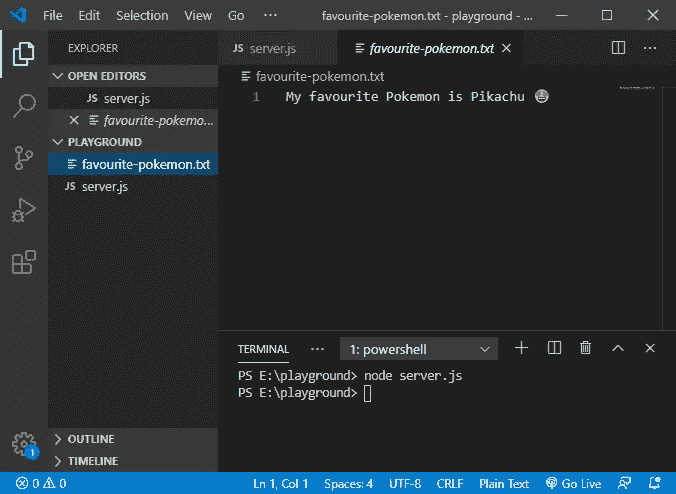 File Edit Selection View Go ··· favourite-pokemon.txt - playground - ...
EXPLORER
OPEN EDITORS
JS server.js
favourite-pokemo...
PLAYGROUND
favourite-pokemon.txt
JS server.js
OUTLINE
TIMELINE
JS server.js favourite-pokemon.txt
favourite-pokemon.txt
1 My favourite Pokemon is Pikachu
TERMINAL ··· 1: powershell
PS E:\playground> node server.js
PS E:\playground>
1
0 0 Ln 1, Col 1 Spaces: 4 UTF-8 CRLF Plain Text Go Live